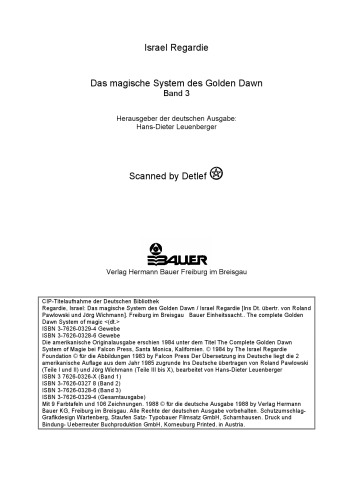 Israel Regardie
Das magische System des Golden Dawn
Band 3
Herausgeber der deutschen Ausgabe:
Hans-Dieter Leuenberger
Scanned by Detlef
BAUER
Verlag Hermann Bauer Freiburg im Breisgau
CIP-Titelaufnahme der Deutschen Bibliothek
Regardie, Israel: Das magische System des Golden Dawn / Israel Regardie [Ins Dt. übertr. von Roland
Pawlowski und Jörg Wichmann]. Freiburg im Breisgau: Bauer Einheitssacht.. The complete Golden
Dawn System of magic <dt.>
ISBN 3-7626-0329-4 Gewebe
ISBN 3-7626-0328-6 Gewebe
Die amerikanische Originalausgabe erschien 1984 unter dem Titel The Complete Golden Dawn
System of Magie bei Falcon Press, Santa Monica, Kalifornien. © 1984 by The Israel Regardie
Foundation © für die Abbildungen 1983 by Falcon Press Der Übersetzung ins Deutsche liegt die 2
amerikanische Auflage aus dem Jahr 1985 zugrunde Ins Deutsche übertragen von Roland Pawlowski
(Teile I und II) und Jörg Wichmann (Teile III bis X), bearbeitet von Hans-Dieter Leuenberger
ISBN 3 7626-0326-X (Band 1)
ISBN 3-7626-0327 8 (Band 2)
ISBN 3-7626-0328-6 (Band 3)
ISBN 3-7626-0329-4 (Gesamtausgabe)
Mit 9 Farbtafeln und 106 Zeichnungen. 1988 © für die deutsche Ausgabe 1988 by Verlag Hermann
Bauer KG, Freiburg im Breisgau. Alle Rechte der deutschen Ausgabe vorbehalten. Schutzumschlag-
Grafikdesign Wartenberg, Staufen Satz- Typobauer Filmsatz GmbH, Scharnhausen. Druck und
Bindung- Ueberreuter Buchproduktion GmbH, Korneuburg Printed. in Austria.